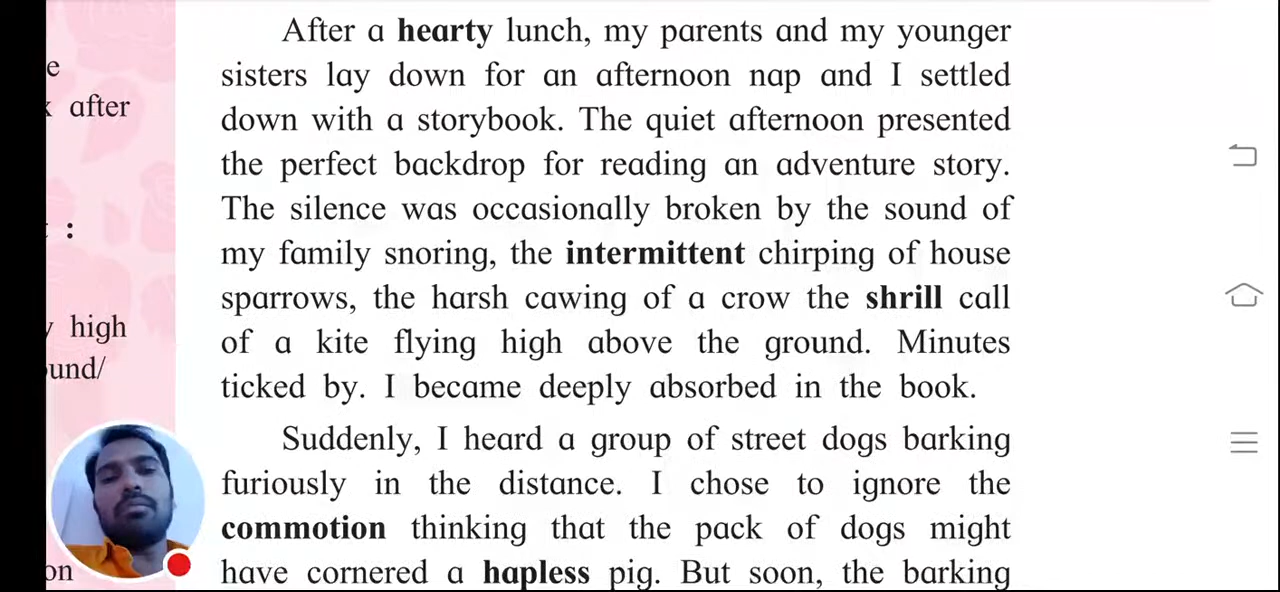 e
after
:
high
und/
on
After a hearty lunch, my parents and my younger
sisters lay down for an afternoon nap and I settled
down with a storybook. The quiet afternoon presented
the perfect backdrop for reading an adventure story.
The silence was occasionally broken by the sound of
my family snoring, the intermittent chirping of house
sparrows, the harsh cawing of a crow the shrill call
of a kite flying high above the ground. Minutes
ticked by. I became deeply absorbed in the book.
Suddenly, I heard a group of street dogs barking
furiously in the distance. I chose to ignore the
commotion thinking that the pack of dogs might
have cornered a hapless pig. But soon, the barking